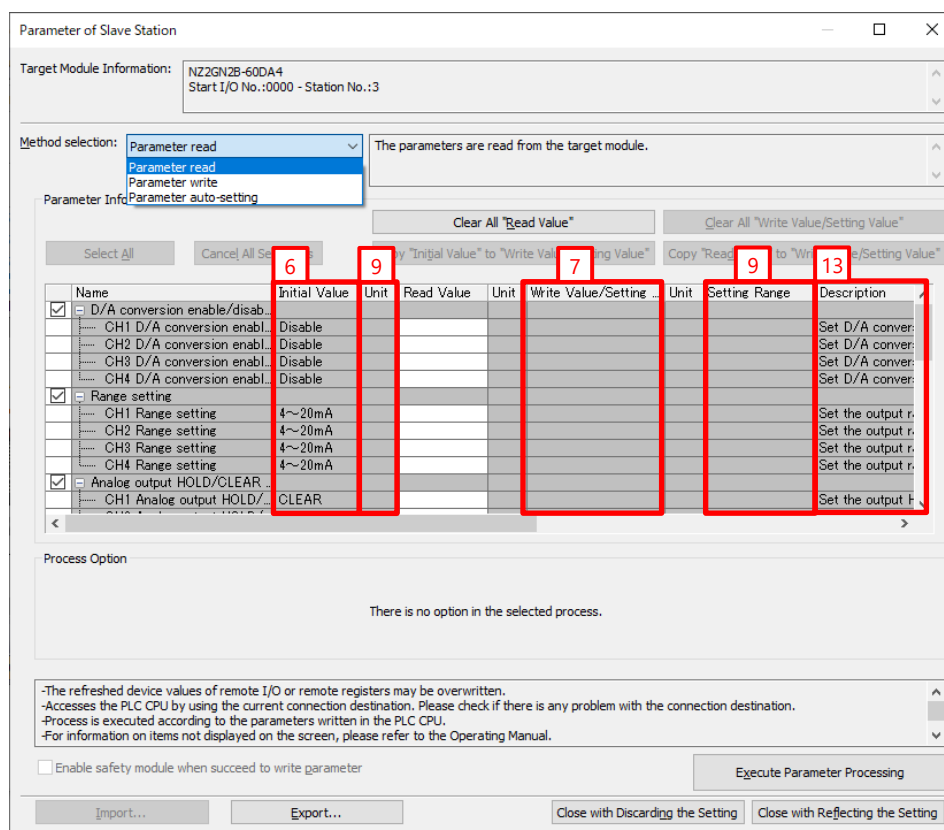 Parameter of Slave Station
Target Module Information:
NZ2GN2B-60DA4
Start I/O No.:0000 - Station No.:3
Method selection:
Parameter read
The parameters are read from the target module.
Parameter read
Parameter write
Parameter auto-setting
Clear All "Read Value"
Clear All "Write Value/Setting Value"
Select All
6 9 7 9 13
Name Initial Value Unit Read Value Unit Write Value/Setting ... Unit Setting Range Description
D/A conversion enable/disab...
CH1 D/A conversion enabl... Disable Set D/A
CH2 D/A conversion enabl... Disable Set D/A
CH3 D/A conversion enabl... Disable Set D/A
CH4 D/A conversion enabl... Disable Set D/A
Range setting
CH1 Range setting 4～20mA Set the output
CH2 Range setting 4～20mA Set the output
CH3 Range setting 4～20mA Set the output
CH4 Range setting 4～20mA Set the output
Analog output HOLD/CLEAR ...
CH1 Analog output HOLD/... CLEAR Set the output
Process Option
There is no option in the selected process.
-The refreshed device values of remote I/O or remote registers may be overwritten.
-Accesses the PLC CPU by using the current connection destination. Please check if there is any problem with the connection destination.
-Process is executed according to the parameters written in the PLC CPU.
-For information on items not displayed on the screen, please refer to the Operating Manual.
Enable safety module when succeed to write parameter
Execute Parameter Processing
Import...
Export...
Close with Discarding the Setting
Close with Reflecting the Setting